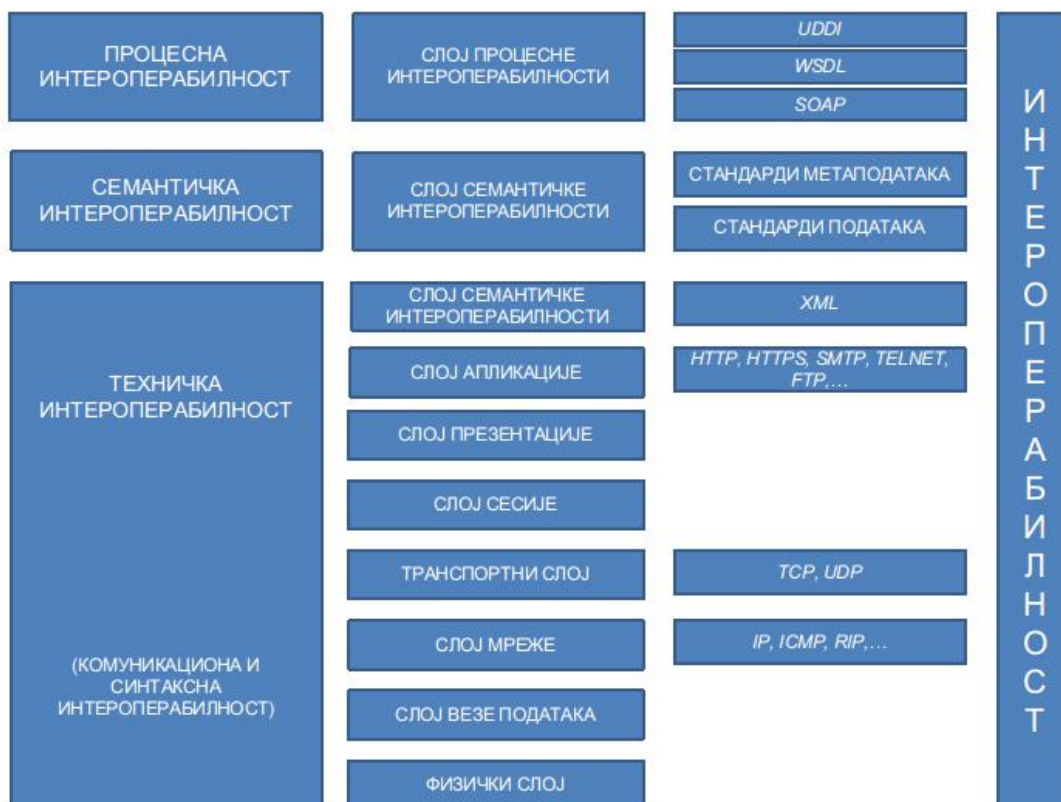 ПРОЦЕСНА
ИНТЕРОПЕРАБИЛНОСТ
СЛОЈ ПРОЦЕСНЕ
ИНТЕРОПЕРАБИЛНОСТИ
UDDI
WSDL
SOAP
СЕМАНТИЧКА
ИНТЕРОПЕРАБИЛНОСТ
СЛОЈ СЕМАНТИЧКЕ
ИНТЕРОПЕРАБИЛНОСТИ
СТАНДАРДИ МЕТАПОДАТАКА
СТАНДАРДИ ПОДАТАКА
ТЕХНИЧКА
ИНТЕРОПЕРАБИЛНОСТ
(КОМУНИКАЦИОНА И
СИНТАКСНА
ИНТЕРОПЕРАБИЛНОСТ)
СЛОЈ СЕМАНТИЧКЕ
ИНТЕРОПЕРАБИЛНОСТИ
XML
СЛОЈ АПЛИКАЦИЈЕ
HTTP, HTTPS, SMTP, TELNET,
FTP,...
СЛОЈ ПРЕЗЕНТАЦИЈЕ
СЛОЈ СЕСИЈЕ
ТРАНСПОРТНИ СЛОЈ
TCP, UDP
СЛОЈ МРЕЖЕ
IP, ICMP, RIP,...
СЛОЈ ВЕЗЕ ПОДАТАКА
ФИЗИЧКИ СЛОЈ
ИНТЕРОПЕРАБИЛНОСТ